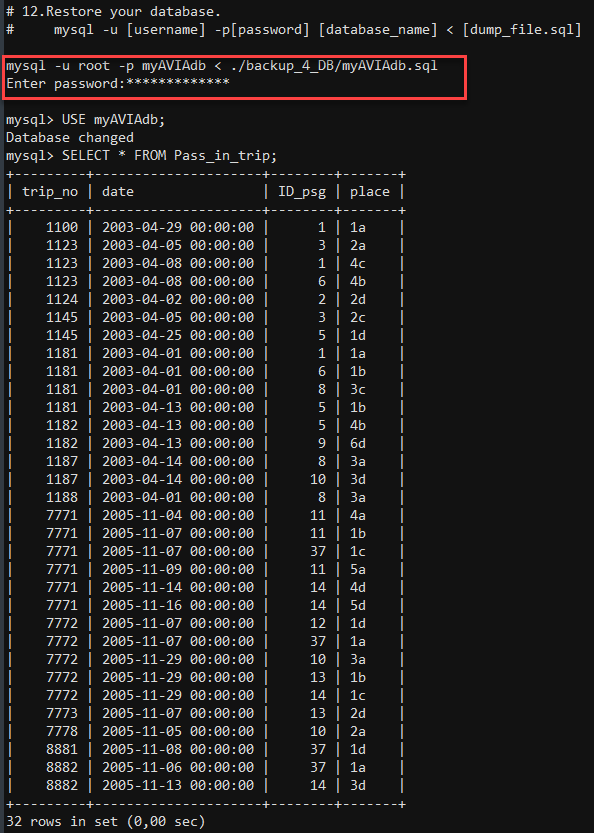 # 12.Restore your database.
#     mysql -u [username] -p[password] [database_name] < [dump_file.sql]
mysql -u root -p myAVIAdb < ./backup_4_DB/myAVIAdb.sql
Enter password:*************
mysql> USE myAVIAdb;
Database changed
mysql> SELECT * FROM Pass_in_trip;
+---------+---------------------+--------+-------+
| trip_no | date                | ID_psg | place |
+---------+---------------------+--------+-------+
|    1100 | 2003-04-29 00:00:00 |      1 | 1a    |
|    1123 | 2003-04-05 00:00:00 |      3 | 2a    |
|    1123 | 2003-04-08 00:00:00 |      1 | 4c    |
|    1123 | 2003-04-08 00:00:00 |      6 | 4b    |
|    1124 | 2003-04-02 00:00:00 |      2 | 2d    |
|    1145 | 2003-04-05 00:00:00 |      3 | 2c    |
|    1145 | 2003-04-25 00:00:00 |      5 | 1d    |
|    1181 | 2003-04-01 00:00:00 |      1 | 1a    |
|    1181 | 2003-04-01 00:00:00 |      6 | 1b    |
|    1181 | 2003-04-01 00:00:00 |      8 | 3c    |
|    1181 | 2003-04-13 00:00:00 |      5 | 1b    |
|    1182 | 2003-04-13 00:00:00 |      5 | 4b    |
|    1182 | 2003-04-13 00:00:00 |      9 | 6d    |
|    1187 | 2003-04-14 00:00:00 |      8 | 3a    |
|    1187 | 2003-04-14 00:00:00 |     10 | 3d    |
|    1188 | 2003-04-01 00:00:00 |      8 | 3a    |
|    7771 | 2005-11-04 00:00:00 |     11 | 4a    |
|    7771 | 2005-11-07 00:00:00 |     11 | 1b    |
|    7771 | 2005-11-07 00:00:00 |     37 | 1c    |
|    7771 | 2005-11-09 00:00:00 |     11 | 5a    |
|    7771 | 2005-11-14 00:00:00 |     14 | 4d    |
|    7771 | 2005-11-16 00:00:00 |     14 | 5d    |
|    7772 | 2005-11-07 00:00:00 |     12 | 1d    |
|    7772 | 2005-11-07 00:00:00 |     37 | 1a    |
|    7772 | 2005-11-29 00:00:00 |     10 | 3a    |
|    7772 | 2005-11-29 00:00:00 |     13 | 1b    |
|    7772 | 2005-11-29 00:00:00 |     14 | 1c    |
|    7773 | 2005-11-07 00:00:00 |     13 | 2d    |
|    7778 | 2005-11-05 00:00:00 |     10 | 2a    |
|    8881 | 2005-11-08 00:00:00 |     37 | 1d    |
|    8882 | 2005-11-06 00:00:00 |     37 | 1a    |
|    8882 | 2005-11-13 00:00:00 |     14 | 3d    |
+---------+---------------------+--------+-------+
32 rows in set (0,00 sec)